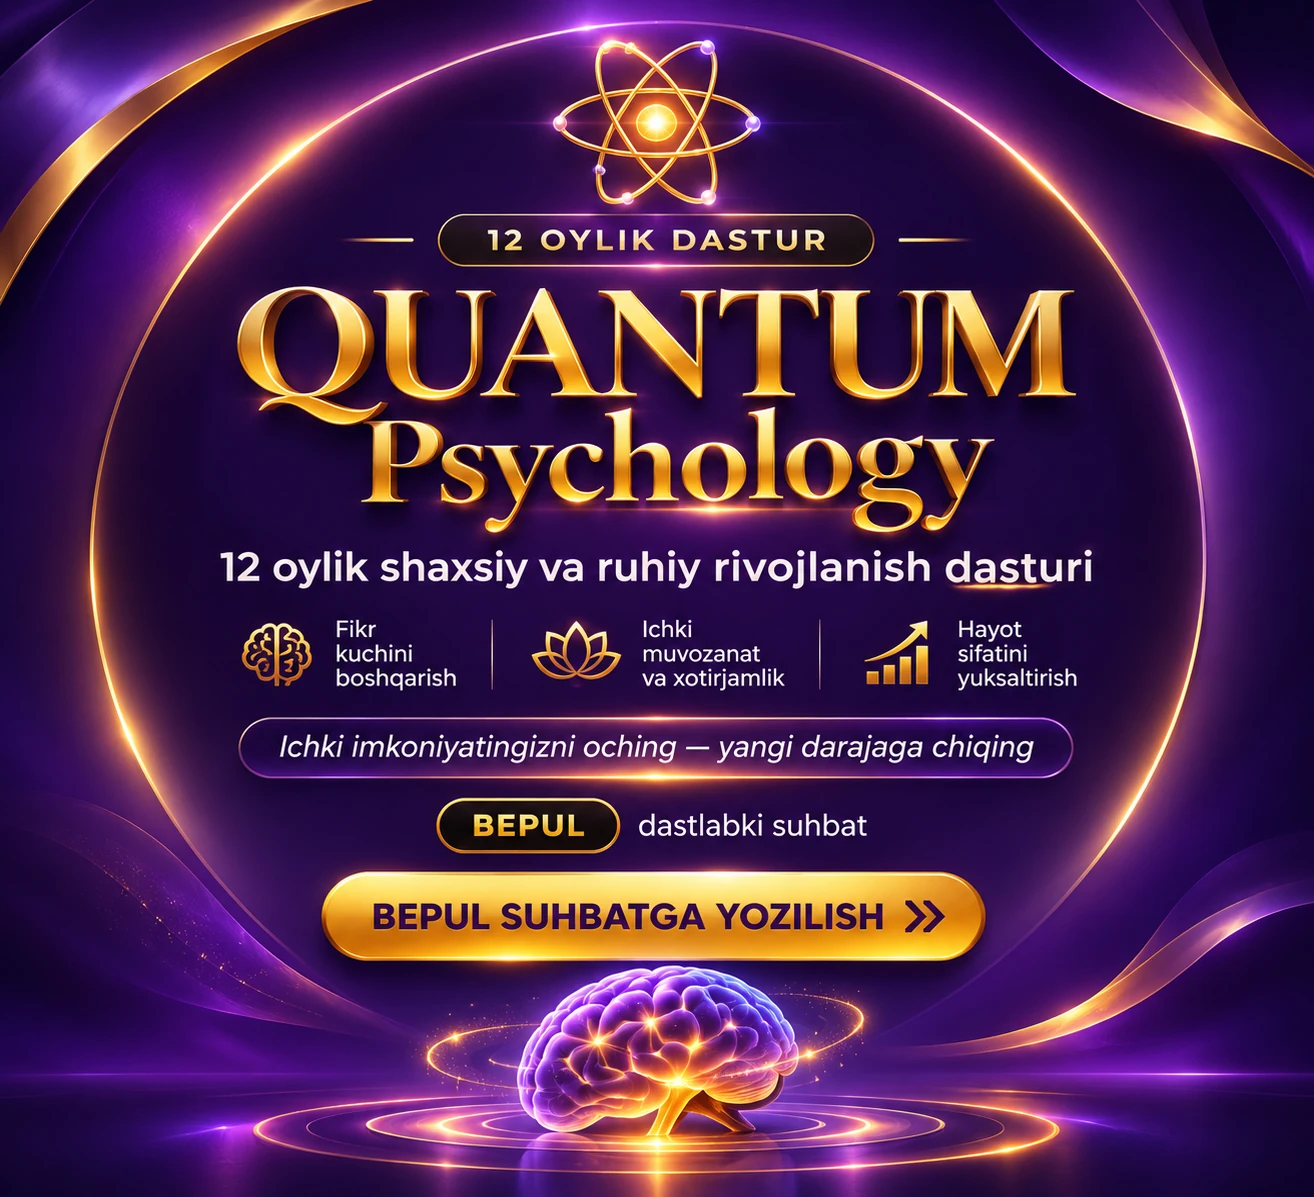 12 OYLIK DASTUR
QUANTUM
Psychology
12 oylik shaxsiy va ruhiy rivojlanish dasturi
Fikr
kuchini
boshqarish
Ichki
muvozanat
va xotirjamlik
Hayot
sifatini
yuksaltirish
Ichki imkoniyatingizni oching — yangi darajaga chiqing
BEPUL dastlabki suhbat
BEPUL SUHBATGA YOZILISH »